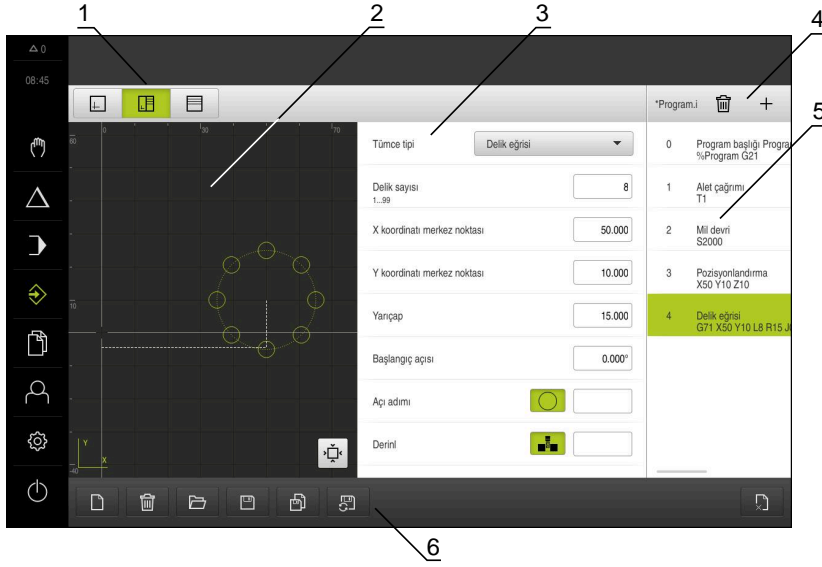 1
2
3
4
△ 0
08:45
*Program.i
5
0
30
70
60
10
-40
Y
X
Tümce tipi
Delik eğrisi
Delik sayısı
8
1...99
X koordinatı merkez noktası
50.000
Y koordinatı merkez noktası
10.000
Yarıçap
15.000
Başlangıç açısı
0.000°
Açı adımı
Derinl
0 Program başlığı Progra
%Program G21
1 Alet çağrımı
T1
2 Mil devri
S2000
3 Pozisyonlandırma
X50 Y10 Z10
4 Delik eğrisi
G71 X50 Y10 L8 R15
6